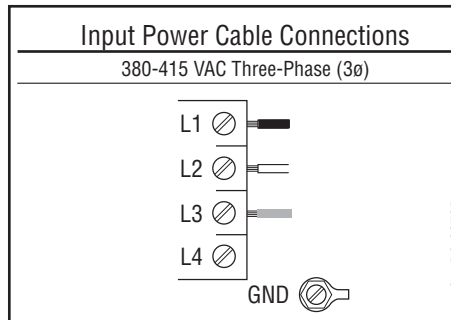 Input Power Cable Connections
380-415 VAC Three-Phase (3ø)
L1
L2
L3
L4
GND